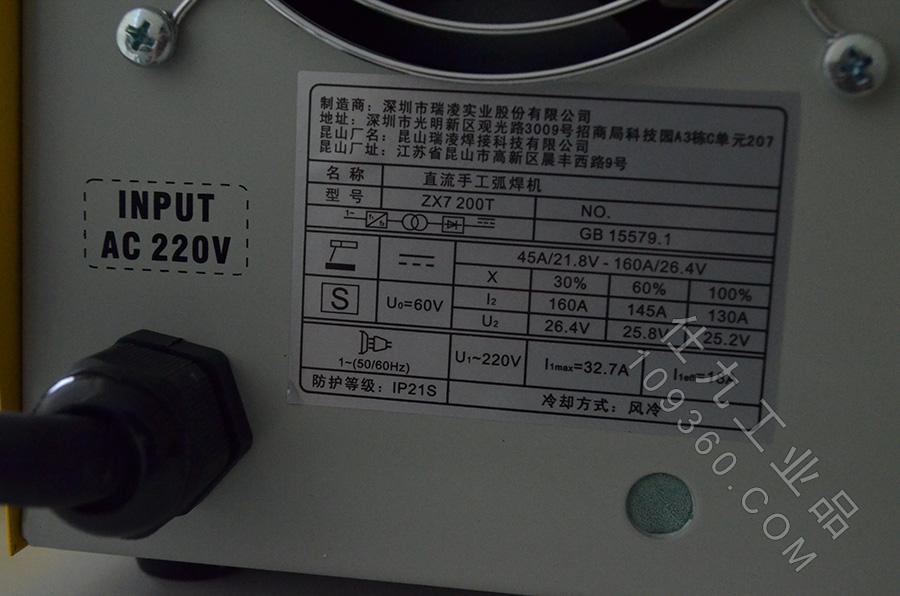 INPUT
AC 220V
制造商：深圳市瑞凌实业股份有限公司
地址：深圳市光明新区观光路3009号招商局科技园A3栋C单元207
昆山厂名：昆山瑞凌焊接科技有限公司
昆山厂址：江苏省昆山市高新区晨丰西路9号
名 称 直流手工弧焊机
型 号 ZX7 200T NO.
1~ f₁ f₂ GB 15579.1
45A/21.8V - 160A/26.4V
X 30% 60% 100%
S U₀=60V I₂ 160A 145A 130A
U₂ 26.4V 25.8V 25.2V
1~(50/60Hz) U₁~220V I₁max=32.7A I₁eff=18A
防护等级：IP21S 冷却方式：风冷
仕九工业品
109360.COM